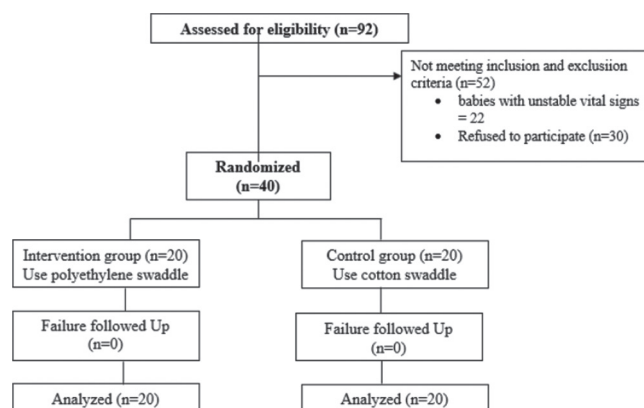 Assessed for eligibility (n=92)
Not meeting inclusion and exclusiion
criteria (n=52)
• babies with unstable vital signs
= 22
• Refused to participate (n=30)
Randomized
(n=40)
Intervention group (n=20)
Use polyethylene swaddle
Control group (n=20)
Use cotton swaddle
Failure followed Up
(n=0)
Failure followed Up
(n=0)
Analyzed (n=20)
Analyzed (n=20)